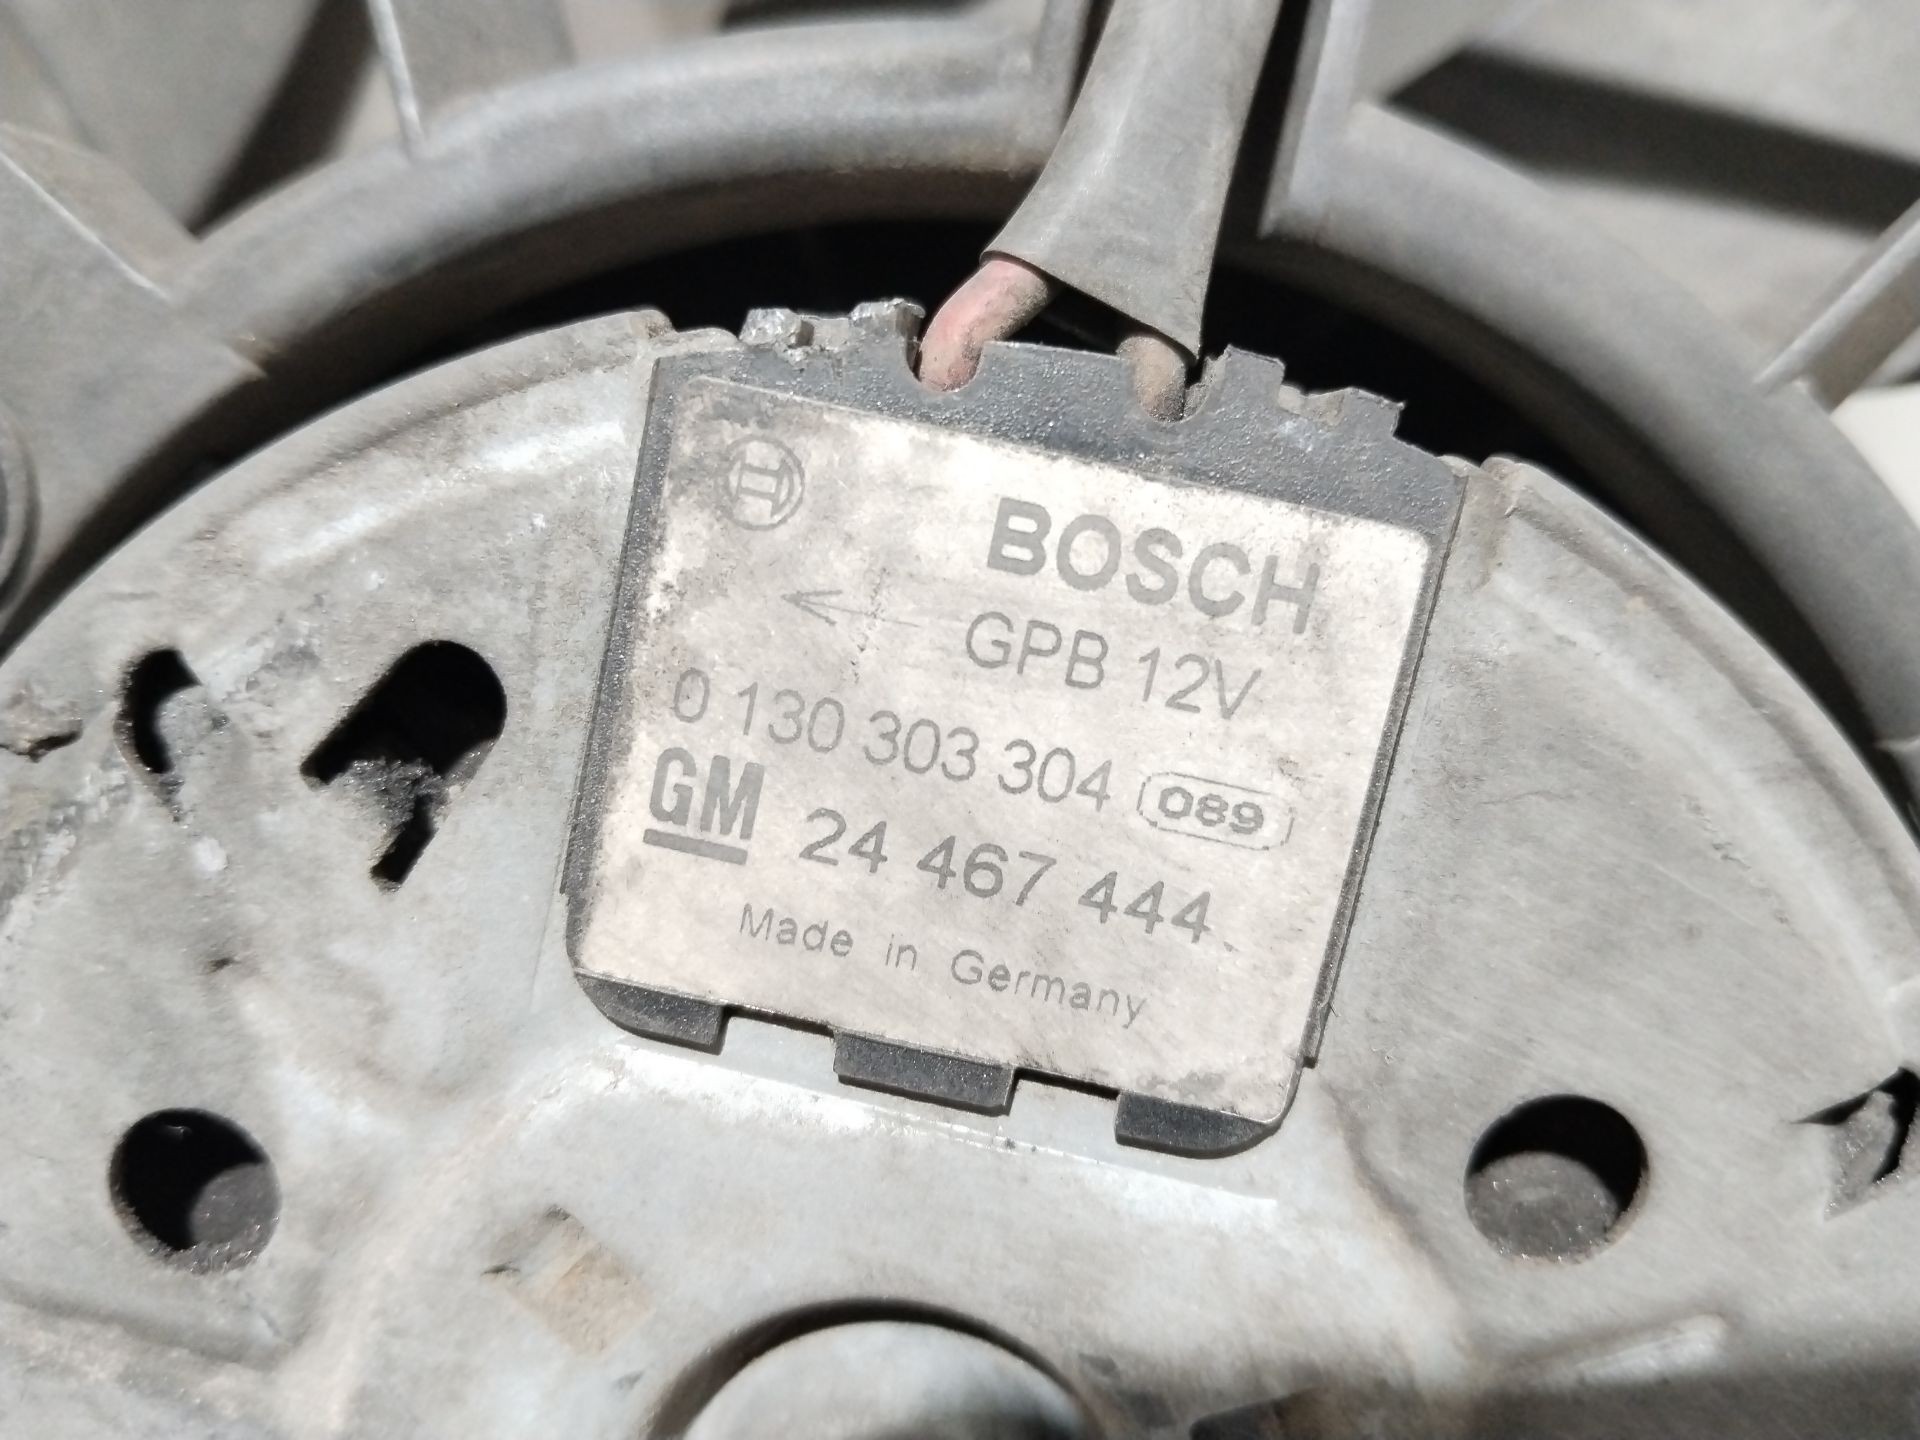 BOSCH
GPB 12V
0 130 303 304 089
GM 24 467 444
Made in Germany